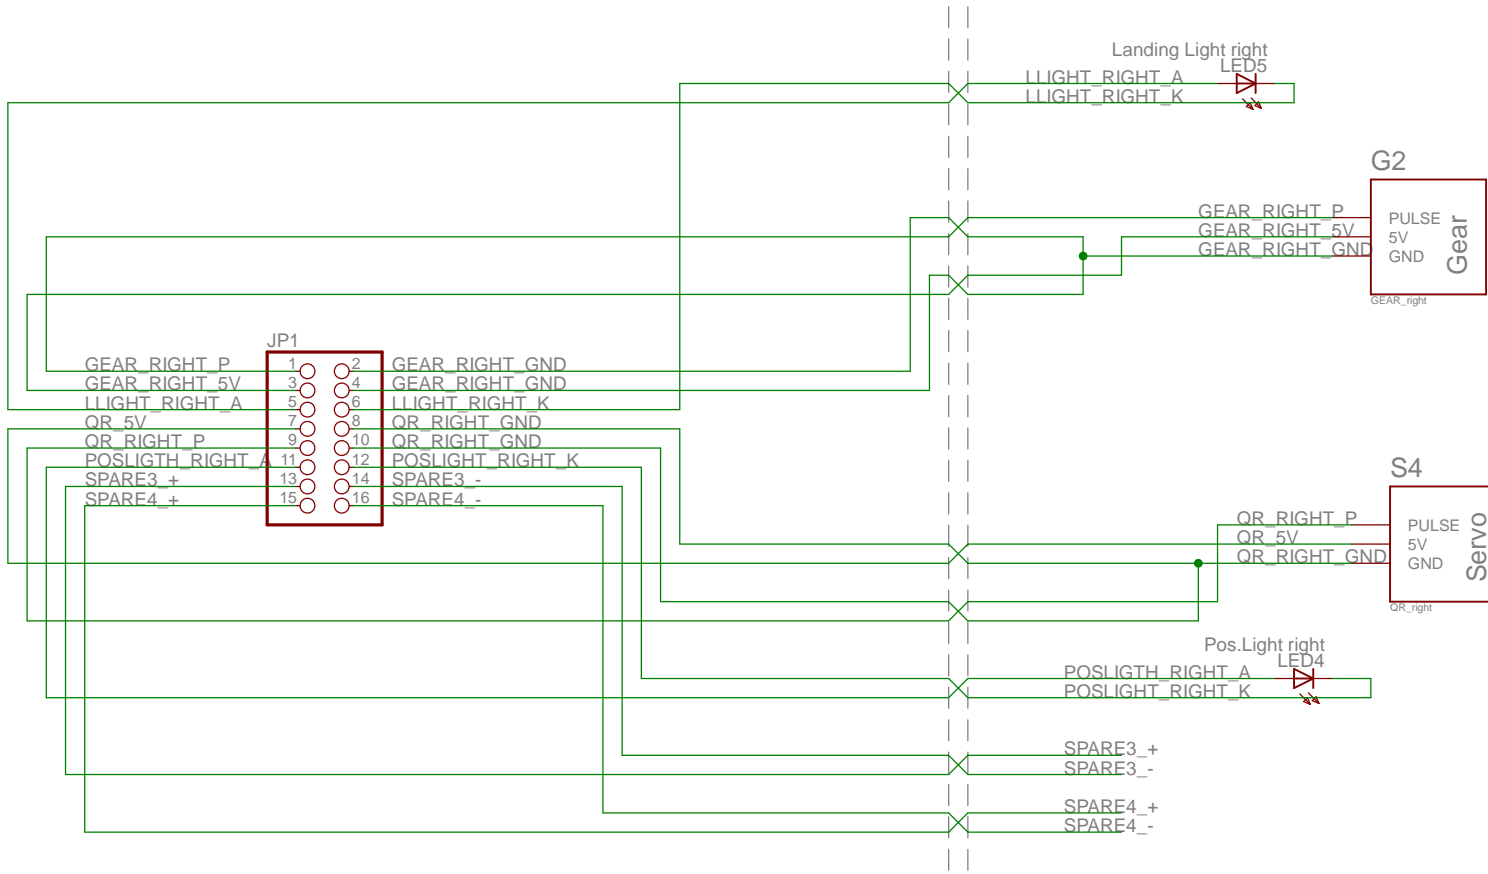 Landing Light right
LED5
LLIGHT_RIGHT_A
LLIGHT_RIGHT_K
G2
GEAR_RIGHT_P
GEAR_RIGHT_5V
GEAR_RIGHT_GND
PULSE
5V
GND
Gear
GEAR_right
JP1
GEAR_RIGHT_P 1 2 GEAR_RIGHT_GND
GEAR_RIGHT_5V 3 4 GEAR_RIGHT_GND
LLIGHT_RIGHT_A 5 6 LLIGHT_RIGHT_K
QR_5V 7 8 QR_RIGHT_GND
QR_RIGHT_P 9 10 QR_RIGHT_GND
POSLIGTH_RIGHT_A 11 12 POSLIGHT_RIGHT_K
SPARE3_+ 13 14 SPARE3_-
SPARE4_+ 15 16 SPARE4_-
S4
QR_RIGHT_P
QR_5V
QR_RIGHT_GND
PULSE
5V
GND
Servo
QR_right
Pos.Light right
LED4
POSLIGTH_RIGHT_A
POSLIGHT_RIGHT_K
SPARE3_+
SPARE3_-
SPARE4_+
SPARE4_-